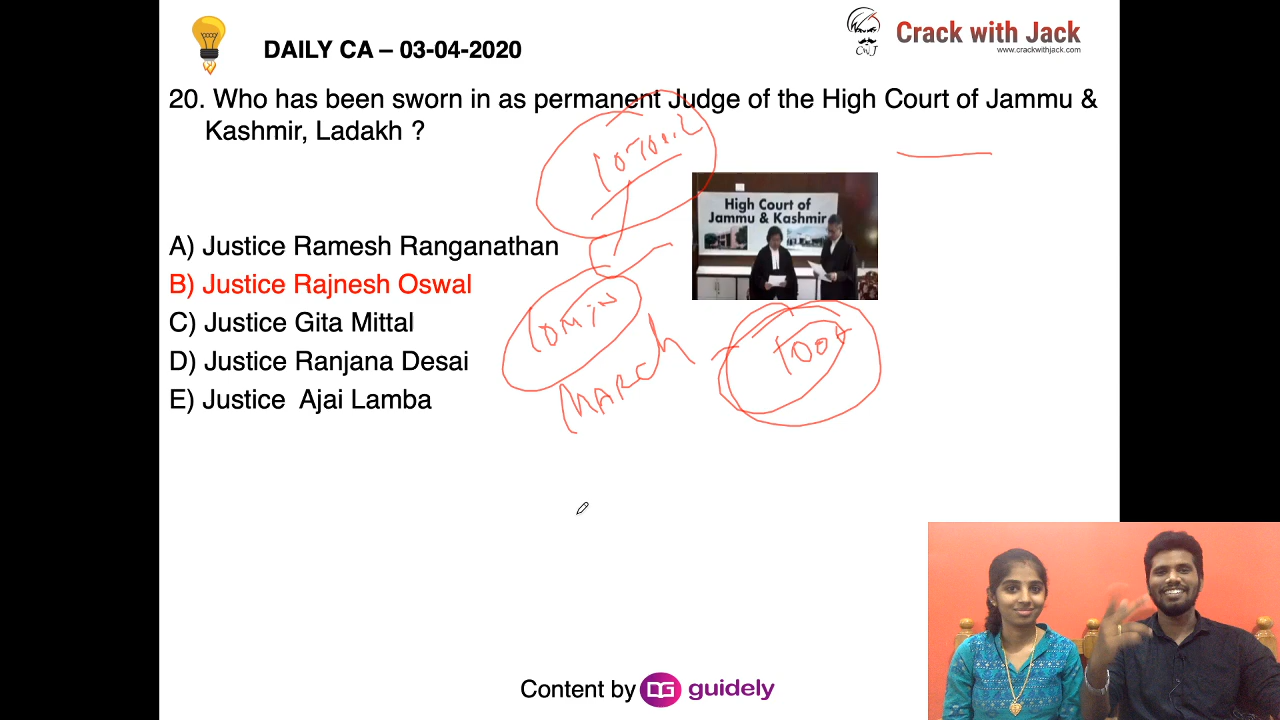 DAILY CA – 03-04-2020
Crack with Jack
www.crackwithjack.com
CwJ
20. Who has been sworn in as permanent Judge of the High Court of Jammu &
Kashmir, Ladakh ?
High Court of
Jammu & Kashmir
A) Justice Ramesh Ranganathan
B) Justice Rajnesh Oswal
C) Justice Gita Mittal
D) Justice Ranjana Desai
E) Justice Ajai Lamba
MARch
Content by DG guidely